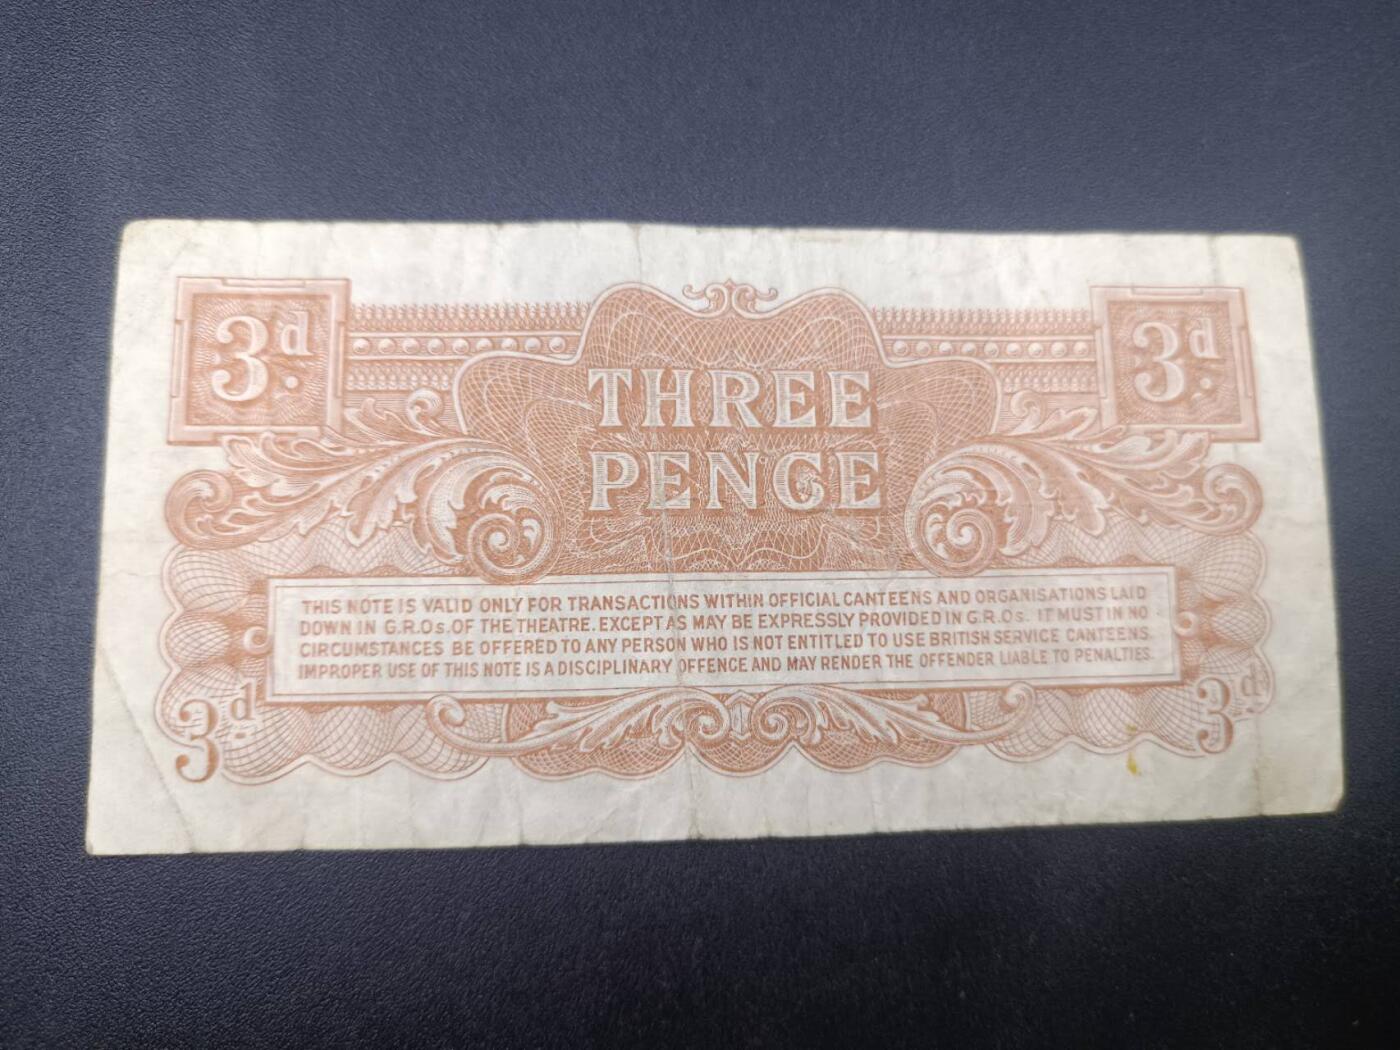 3d.
3d.
THREE
PENCE
THIS NOTE IS VALID ONLY FOR TRANSACTIONS WITHIN OFFICIAL CANTEENS AND ORGANISATIONS LAID
DOWN IN G.R.Os. OF THE THEATRE. EXCEPT AS MAY BE EXPRESSLY PROVIDED IN G.R.Os. IT MUST IN NO
CIRCUMSTANCES BE OFFERED TO ANY PERSON WHO IS NOT ENTITLED TO USE BRITISH SERVICE CANTEENS.
IMPROPER USE OF THIS NOTE IS A DISCIPLINARY OFFENCE AND MAY RENDER THE OFFENDER LIABLE TO PENALTIES.
3d.
3d.